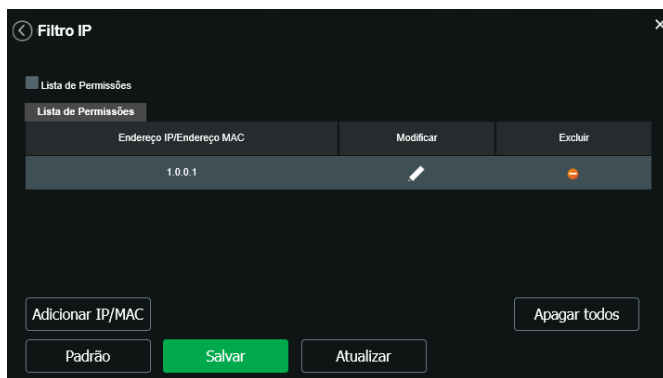 Filtro IP
Lista de Permissões
Lista de Permissões
Endereço IP/Endereço MAC Modificar Excluir
1.0.0.1
Adicionar IP/MAC Apagar todos
Padrão Salvar Atualizar